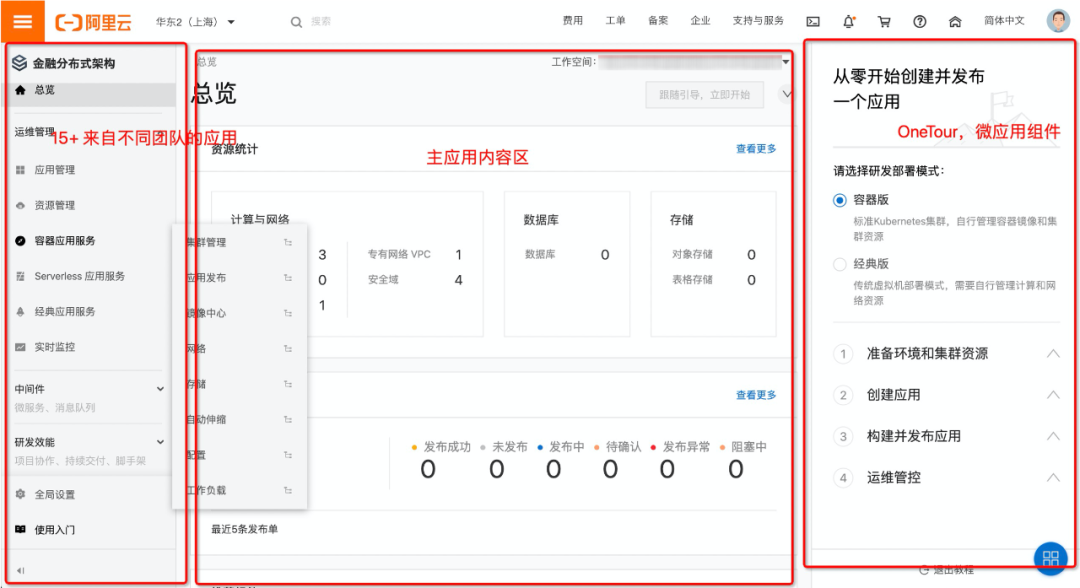 阿里云
华东2（上海）
搜索
费用
工单
备案
企业
支持与服务
简体中文
金融分布式架构
总览
运维管理
15+ 来自不同团队的应用
应用管理
资源管理
容器应用服务
Serverless 应用服务
经典应用服务
实时监控
中间件
微服务、消息队列
研发效能
项目协作、持续交付、脚手架
全局设置
使用入门
集群管理
应用发布
镜像中心
网络
存储
自动伸缩
配置
工作负载
总览
工作空间：
总览
跟随引导，立即开始
主应用内容区
资源统计
查看更多
计算与网络
3
专有网络 VPC
1
0
安全域
4
1
数据库
数据库
0
存储
对象存储
0
表格存储
0
查看更多
发布成功
0
未发布
0
发布中
0
待确认
0
发布异常
0
阻塞中
0
最近5条发布单
从零开始创建并发布
一个应用
OneTour，微应用组件
请选择研发部署模式：
容器版
标准Kubernetes集群，自行管理容器镜像和集
群资源
经典版
传统虚拟机部署模式，需要自行管理计算和网
络资源
1 准备环境和集群资源
2 创建应用
3 构建并发布应用
4 运维管控
退出教程